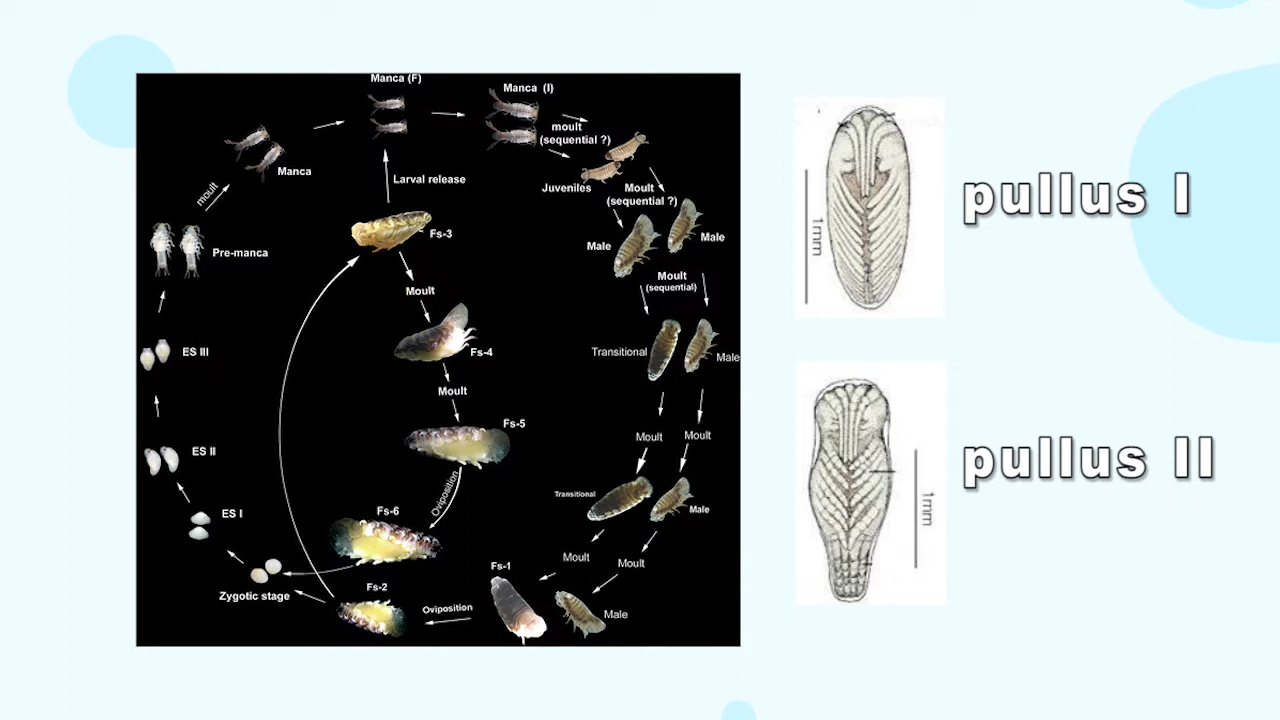 Manca (F)
Manca (I)
moult
(sequential ?)
Manca
Larval release
Juveniles
Moult
(sequential ?)
moult
Fs-3
Male
Male
Pre-manca
Moult
Moult
(sequential)
ES III
Fs-4
Transitional
Male
Moult
Fs-5
Moult
Moult
ES II
Oviposition
Transitional
Male
ES I
Fs-6
Moult
Moult
Fs-1
Zygotic stage
Fs-2
Oviposition
Male
1mm
pullus I
1mm
pullus II